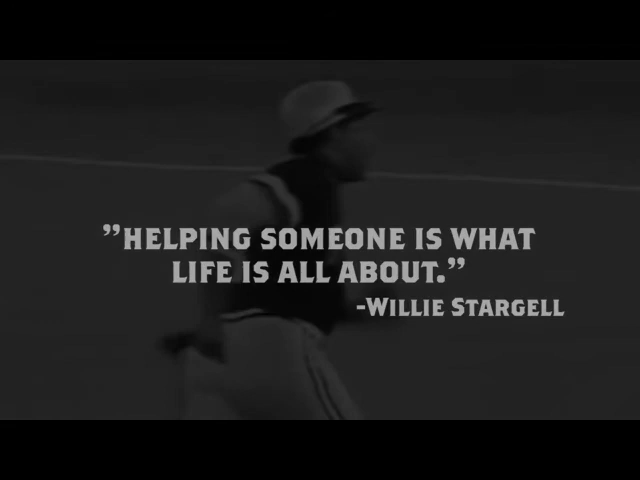 ”HELPING SOMEONE IS WHAT
LIFE IS ALL ABOUT.”
-WILLIE STARGELL